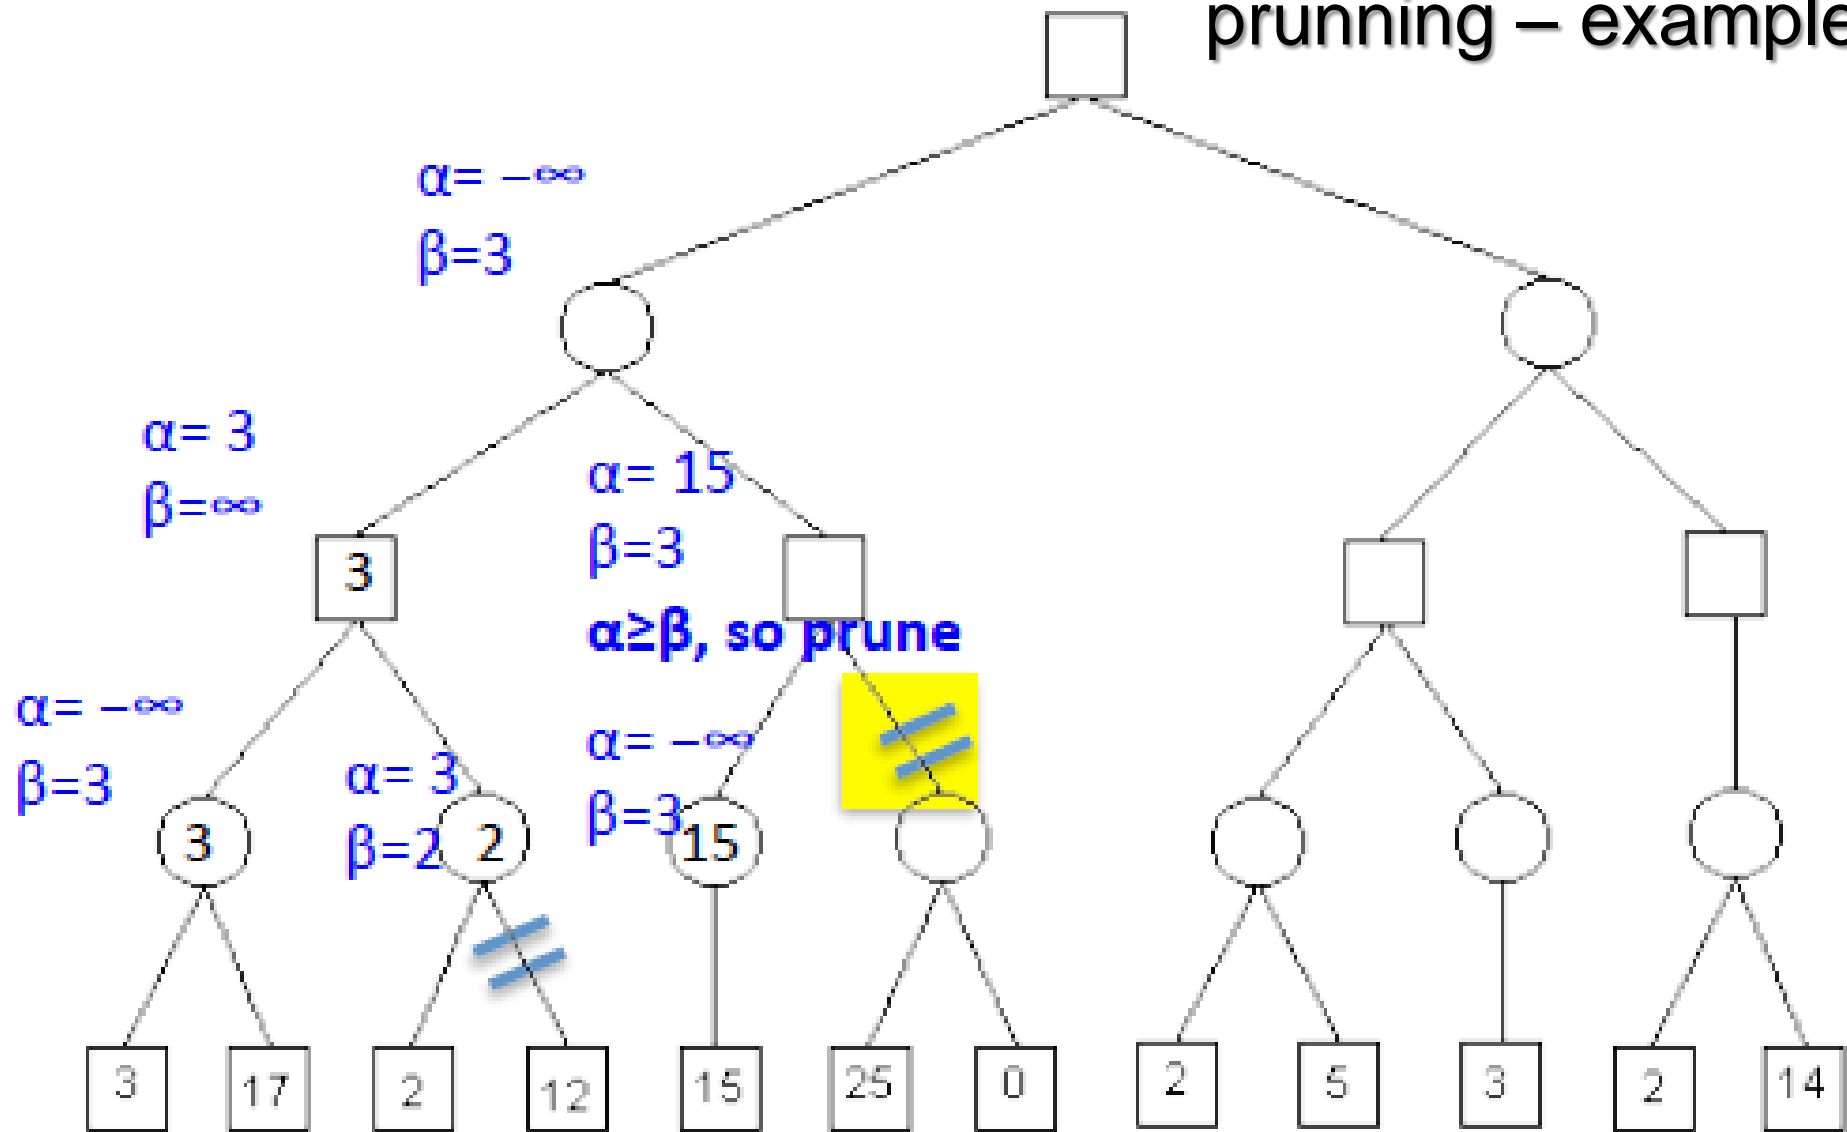 prunning – example
α= −∞
β=3
α= 3
β=∞
α= 15
β=3
3
α≥β, so prune
α= −∞
β=3
α= 3
β=2
α= −∞
β=3
3
2
15
3
17
2
12
15
25
0
2
5
3
2
14